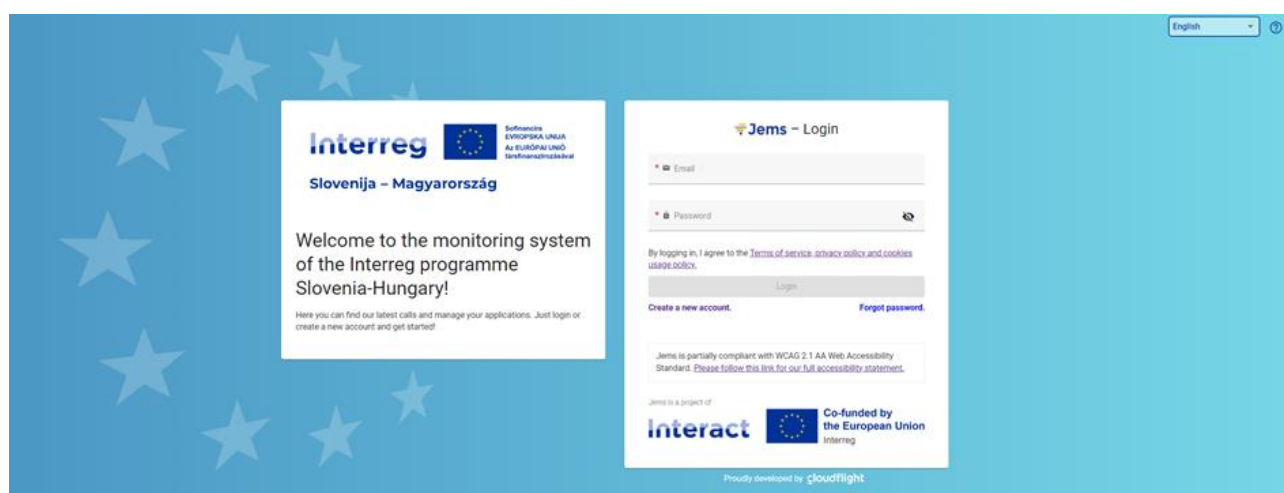 English
Interreg
Sofinancira
EVROPSKA UNIJA
Az EURÓPAI UNIÓ
társfinanszírozásával
Slovenija – Magyarország
Welcome to the monitoring system
of the Interreg programme
Slovenia-Hungary!
Here you can find our latest calls and manage your applications. Just login or
create a new account and get started!
Jems – Login
* Email
* Password
By logging in, I agree to the Terms of service, privacy policy and cookies
usage policy.
Login
Create a new account.
Forgot password.
Jems is partially compliant with WCAG 2.1 AA Web Accessibility
Standard. Please follow this link for our full accessibility statement.
Jems is a project of
Interact
Co-funded by
the European Union
Interreg
Proudly developed by cloudflight